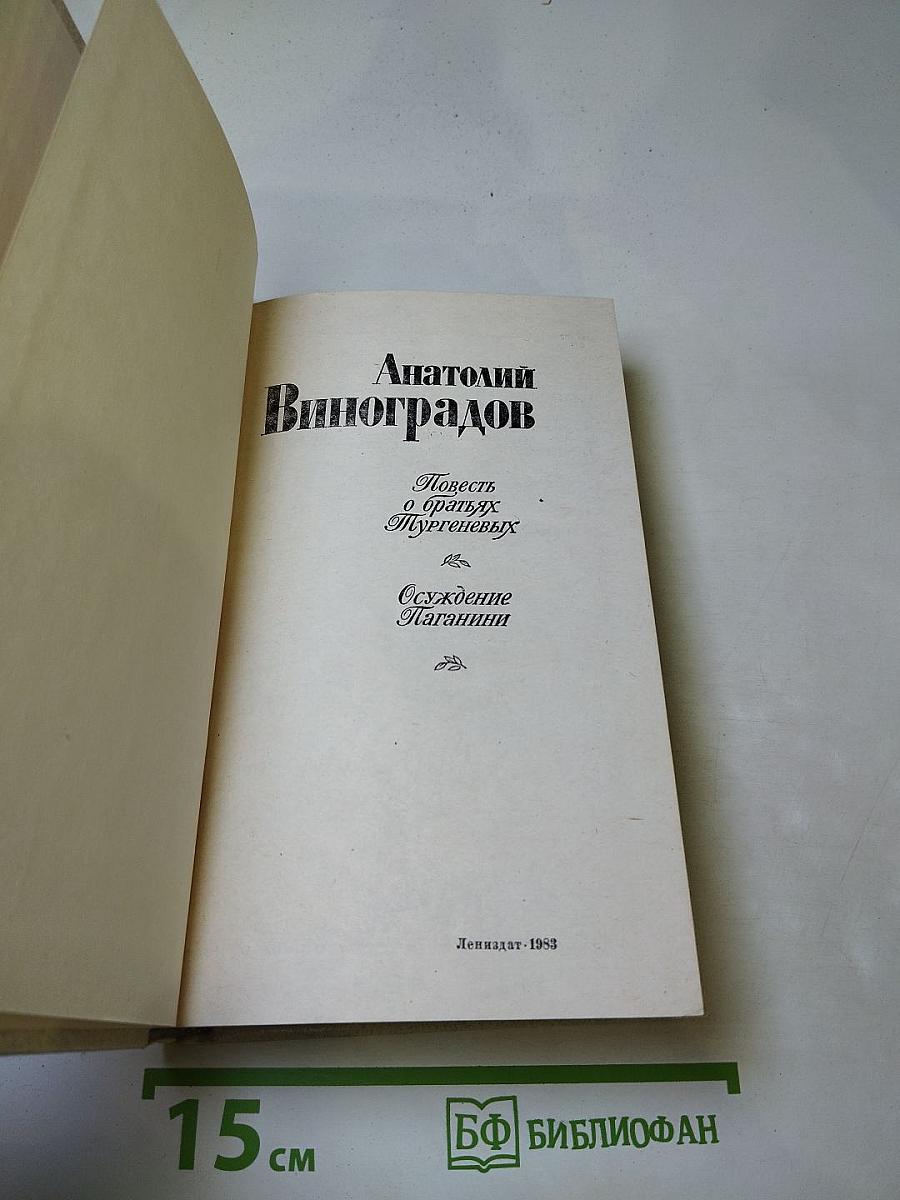 Анатолий
Виноградов
Повесть
о братьях
Тургеневых
Осуждение
Паганини
Лениздат·1983
15 см
БФ БИБЛИОФАН